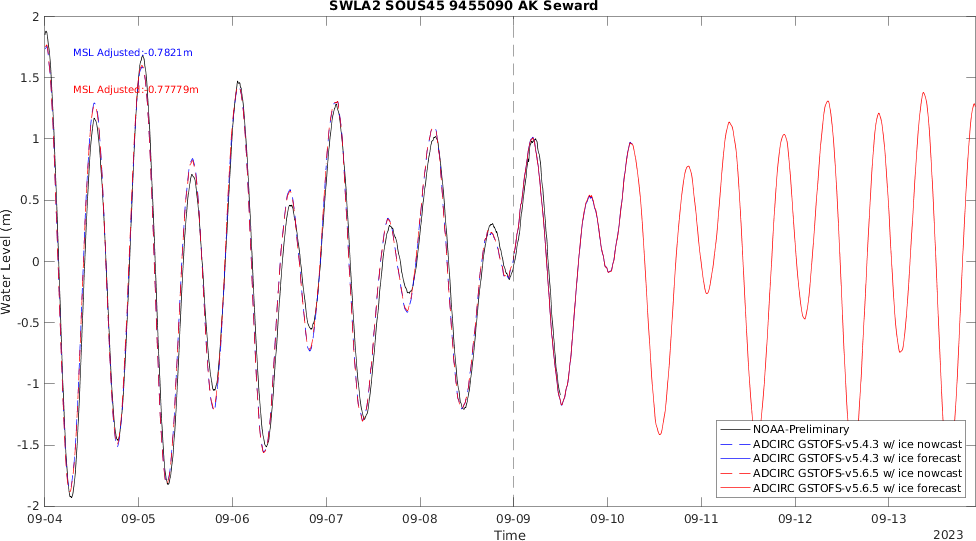 SWLA2 SOUS45 9455090 AK Seward
MSL Adjusted:-0.7821m
MSL Adjusted:-0.77779m
2
1.5
1
0.5
0
-0.5
-1
-1.5
-2
Water Level (m)
NOAA-Preliminary
ADCIRC GSTOFS-v5.4.3 w/ ice nowcast
ADCIRC GSTOFS-v5.4.3 w/ ice forecast
ADCIRC GSTOFS-v5.6.5 w/ ice nowcast
ADCIRC GSTOFS-v5.6.5 w/ ice forecast
09-04 09-05 09-06 09-07 09-08 09-09 09-10 09-11 09-12 09-13
Time
2023